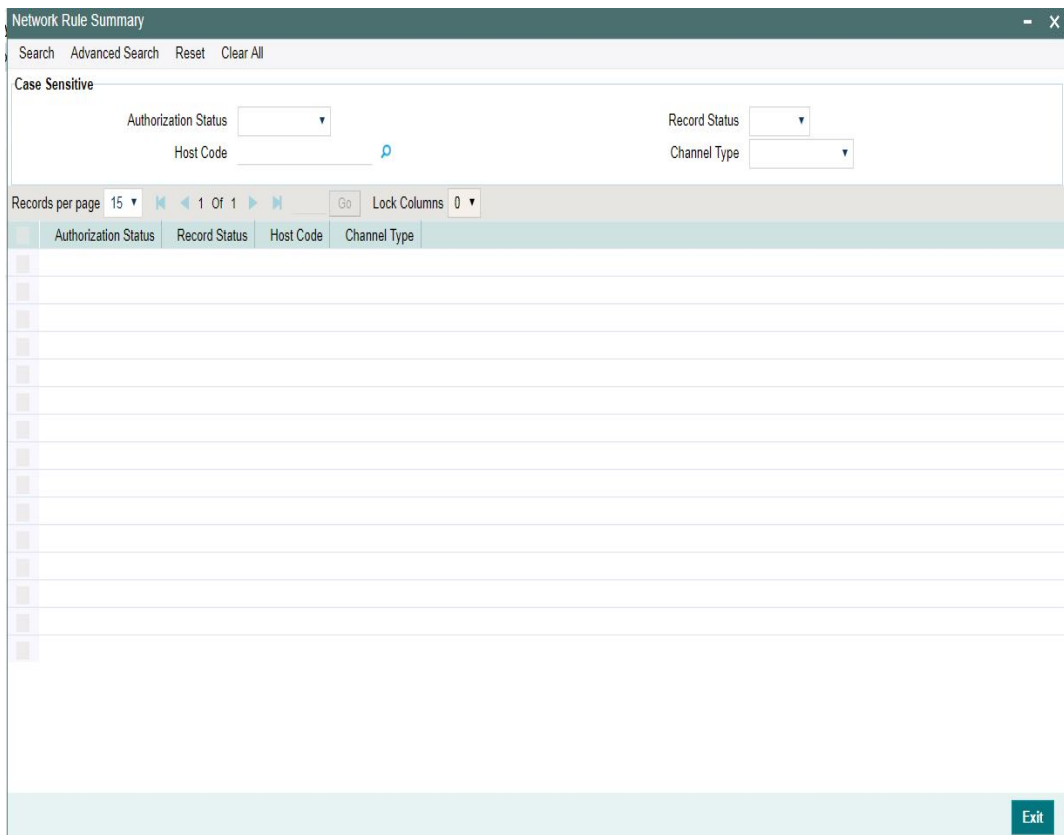 Network Rule Summary
Search Advanced Search Reset Clear All
Case Sensitive
Authorization Status Record Status
Host Code Channel Type
Records per page 15 1 Of 1 Go Lock Columns 0
Authorization Status Record Status Host Code Channel Type
Exit